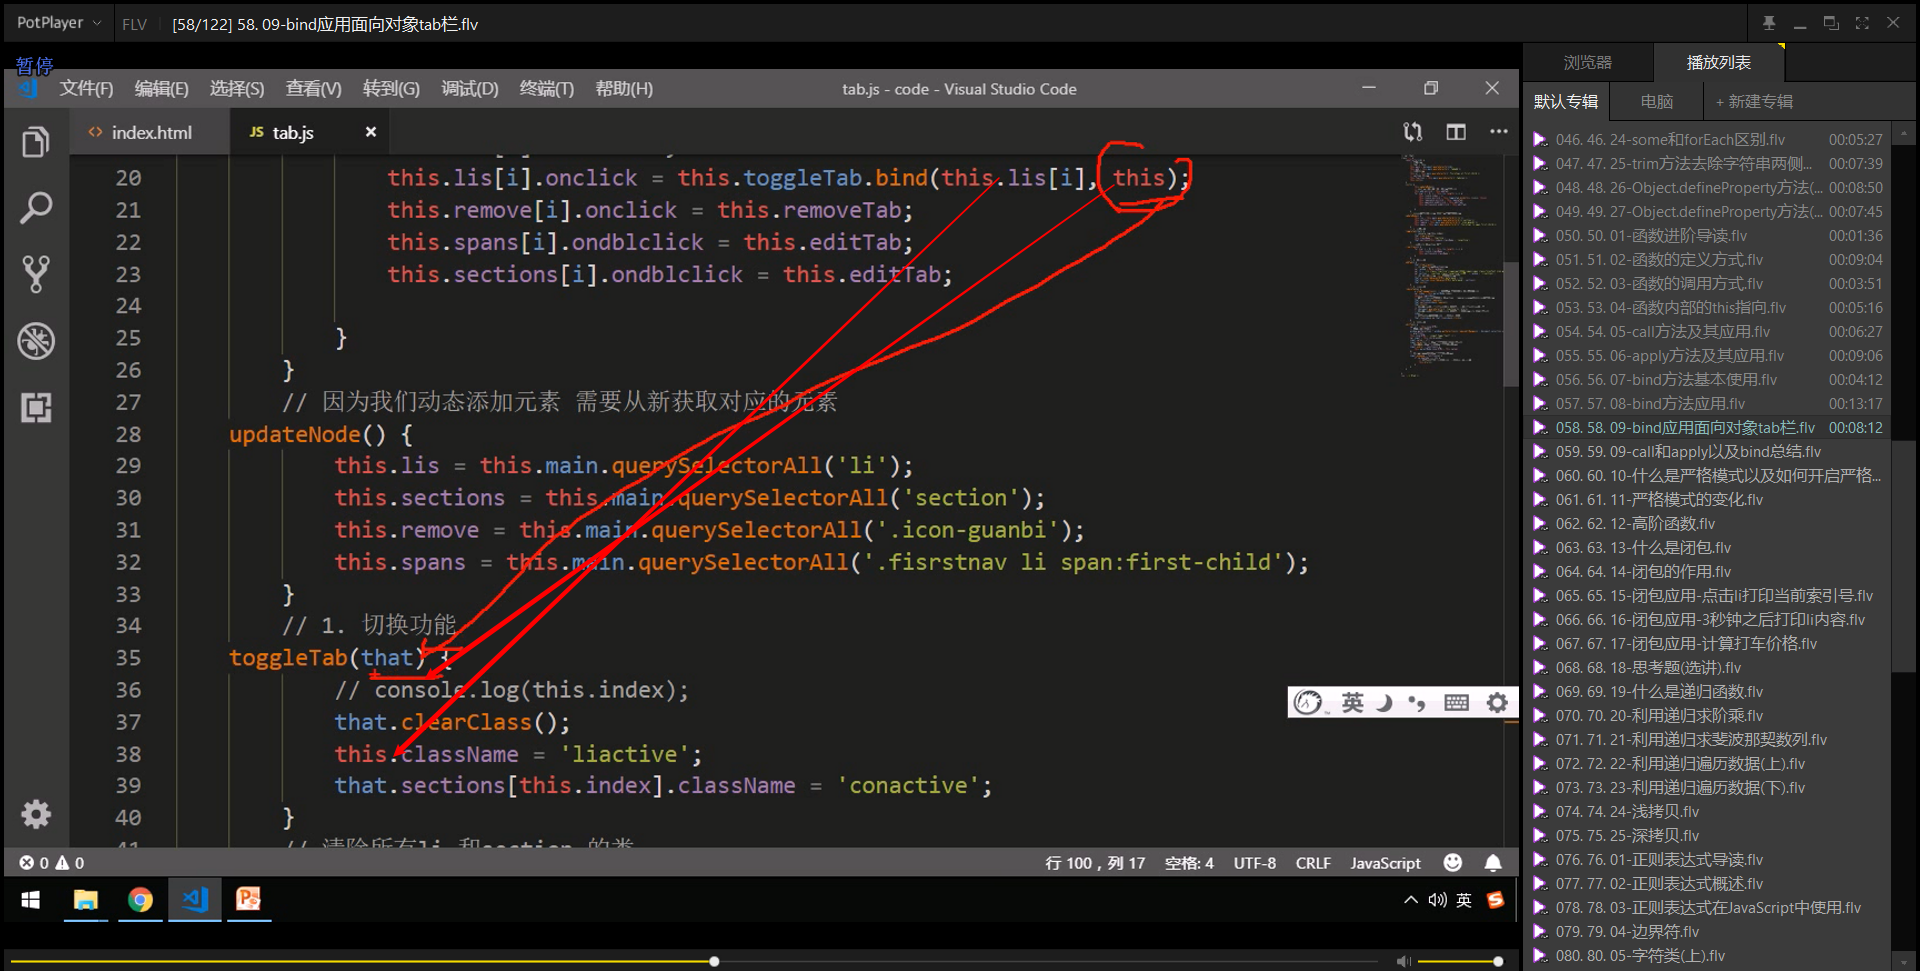 PotPlayer
FLV
[58/122] 58. 09-bind应用面向对象tab栏.flv
暂停
文件(F) 编辑(E) 选择(S) 查看(V) 转到(G) 调试(D) 终端(T) 帮助(H)
tab.js - code - Visual Studio Code
<> index.html
JS tab.js ×
20 this.lis[i].onclick = this.toggleTab.bind(this.lis[i], this);
21 this.remove[i].onclick = this.removeTab;
22 this.spans[i].ondblclick = this.editTab;
23 this.sections[i].ondblclick = this.editTab;
24
25 }
26 }
27 // 因为我们动态添加元素 需要从新获取对应的元素
28 updateNode() {
29 this.lis = this.main.querySelectorAll('li');
30 this.sections = this.main.querySelectorAll('section');
31 this.remove = this.main.querySelectorAll('.icon-guanbi');
32 this.spans = this.main.querySelectorAll('.fisrstnav li span:first-child');
33 }
34 // 1. 切换功能
35 toggleTab(that) {
36 // console.log(this.index);
37 that.clearClass();
38 this.className = 'liactive';
39 that.sections[this.index].className = 'conactive';
40 }
41 // 清除所有li 和section 的类
英
0 0
行 100，列 17 空格: 4 UTF-8 CRLF JavaScript
英
浏览器 播放列表
默认专辑 电脑 + 新建专辑
046. 46. 24-some和forEach区别.flv 00:05:27
047. 47. 25-trim方法去除字符串两侧... 00:07:39
048. 48. 26-Object.defineProperty方法(... 00:08:50
049. 49. 27-Object.defineProperty方法(... 00:07:45
050. 50. 01-函数进阶导读.flv 00:01:36
051. 51. 02-函数的定义方式.flv 00:09:04
052. 52. 03-函数的调用方式.flv 00:03:51
053. 53. 04-函数内部的this指向.flv 00:05:16
054. 54. 05-call方法及其应用.flv 00:06:27
055. 55. 06-apply方法及其应用.flv 00:09:06
056. 56. 07-bind方法基本使用.flv 00:04:12
057. 57. 08-bind方法应用.flv 00:13:17
058. 58. 09-bind应用面向对象tab栏.flv 00:08:12
059. 59. 09-call和apply以及bind总结.flv
060. 60. 10-什么是严格模式以及如何开启严格...
061. 61. 11-严格模式的变化.flv
062. 62. 12-高阶函数.flv
063. 63. 13-什么是闭包.flv
064. 64. 14-闭包的作用.flv
065. 65. 15-闭包应用-点击li打印当前索引号.flv
066. 66. 16-闭包应用-3秒钟之后打印li内容.flv
067. 67. 17-闭包应用-计算打车价格.flv
068. 68. 18-思考题(选讲).flv
069. 69. 19-什么是递归函数.flv
070. 70. 20-利用递归求阶乘.flv
071. 71. 21-利用递归求斐波那契数列.flv
072. 72. 22-利用递归遍历数据(上).flv
073. 73. 23-利用递归遍历数据(下).flv
074. 74. 24-浅拷贝.flv
075. 75. 25-深拷贝.flv
076. 76. 01-正则表达式导读.flv
077. 77. 02-正则表达式概述.flv
078. 78. 03-正则表达式在JavaScript中使用.flv
079. 79. 04-边界符.flv
080. 80. 05-字符类(上).flv